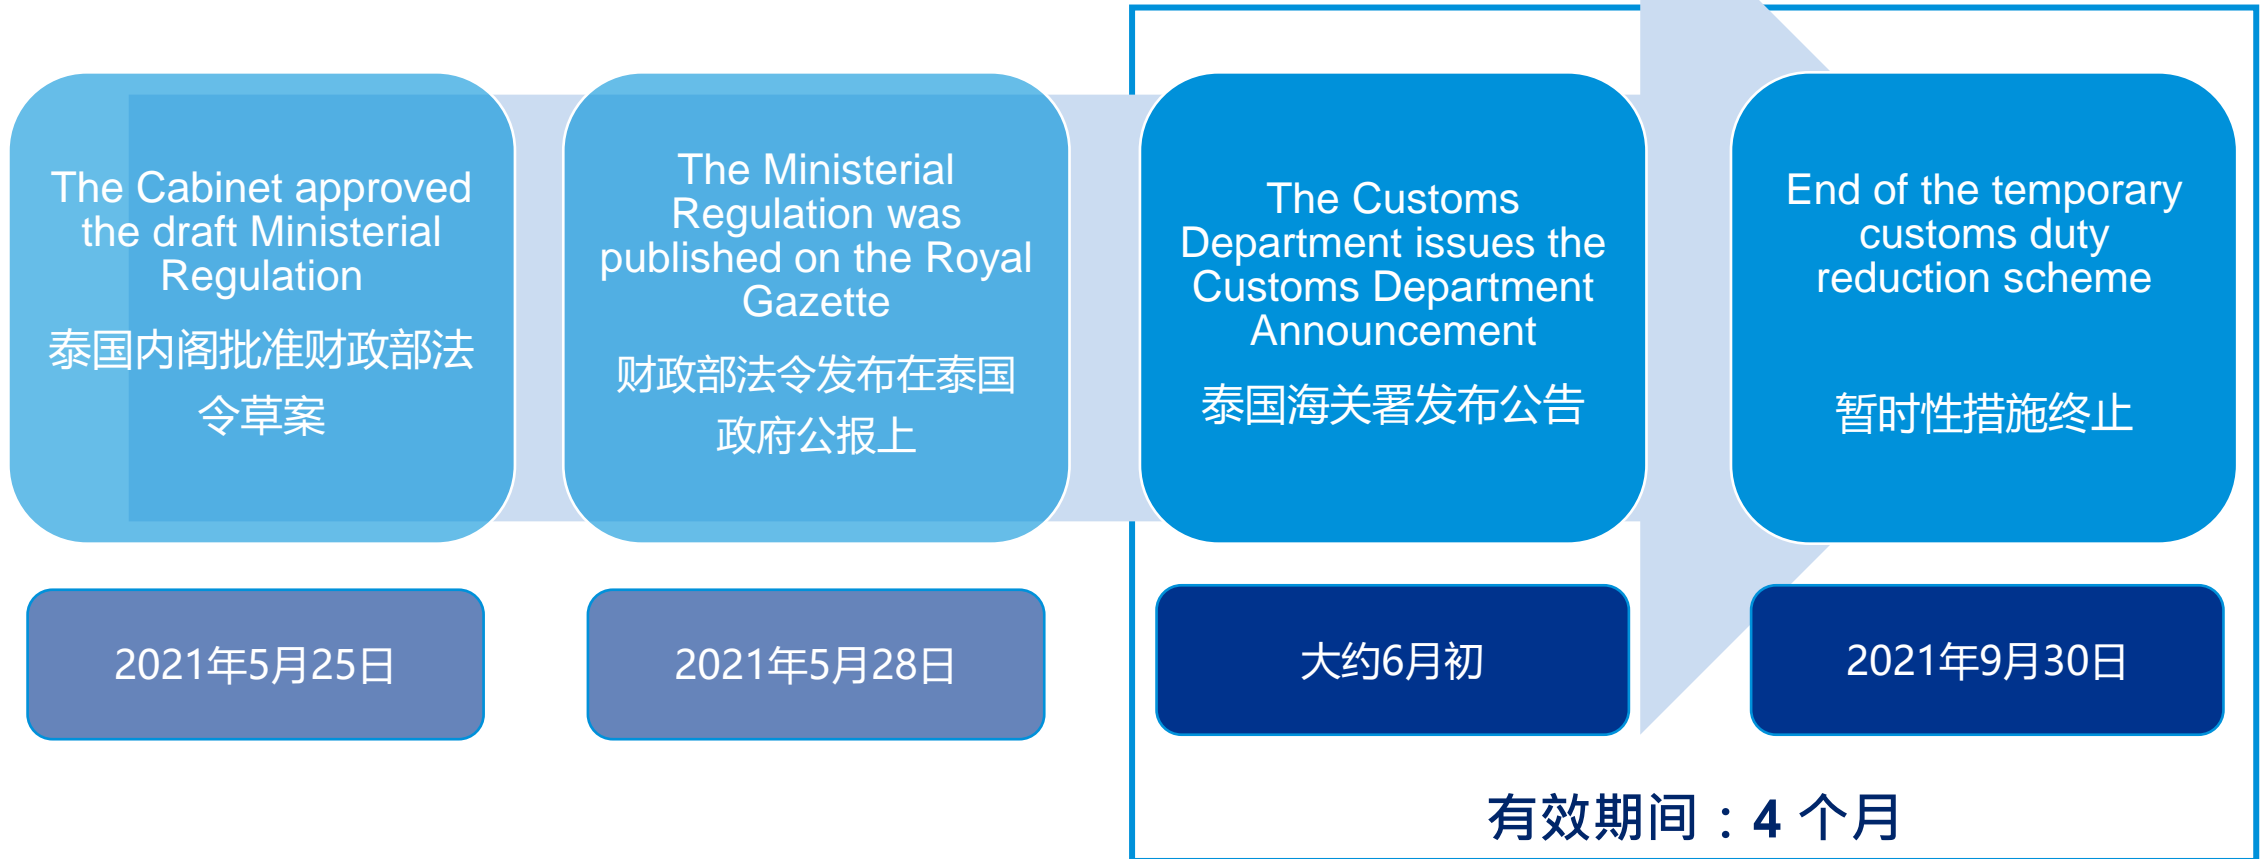 The Cabinet approved
the draft Ministerial
Regulation
泰国内阁批准财政部法
令草案
2021年5月25日
The Ministerial
Regulation was
published on the Royal
Gazette
财政部法令发布在泰国
政府公报上
2021年5月28日
The Customs
Department issues the
Customs Department
Announcement
泰国海关署发布公告
大约6月初
End of the temporary
customs duty
reduction scheme
暂时性措施终止
2021年9月30日
有效期间：4 个月